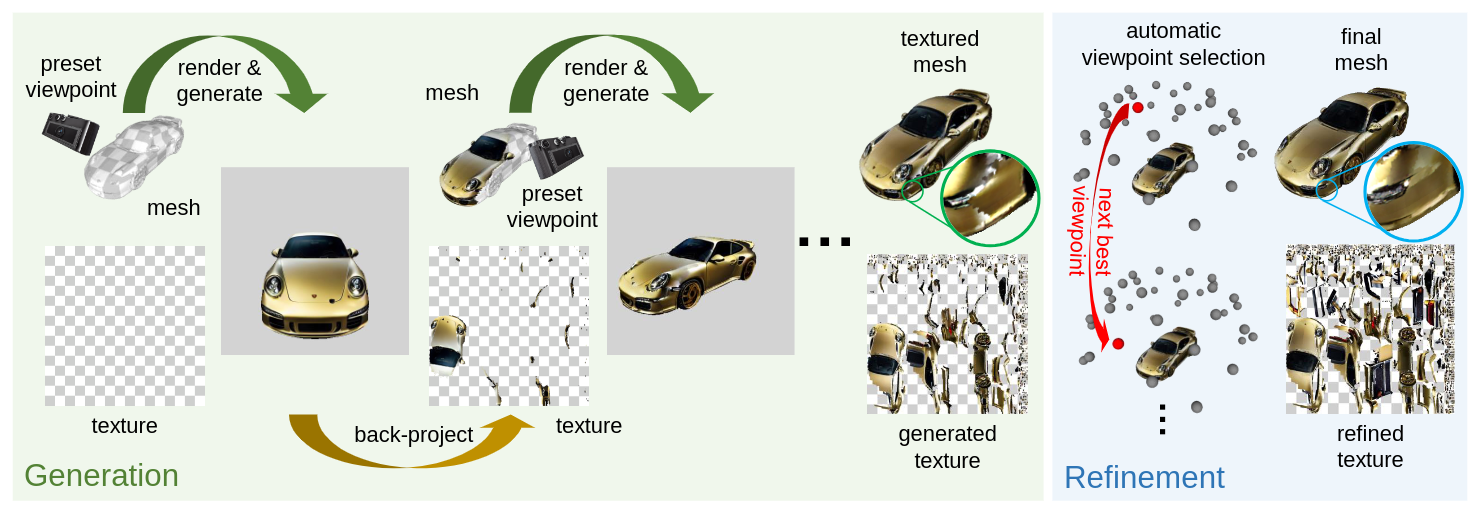 preset
viewpoint
render &
generate
mesh
texture
back-project
mesh
render &
generate
preset
viewpoint
texture
...
textured
mesh
generated
texture
Generation
automatic
viewpoint selection
next best
viewpoint
...
final
mesh
refined
texture
Refinement